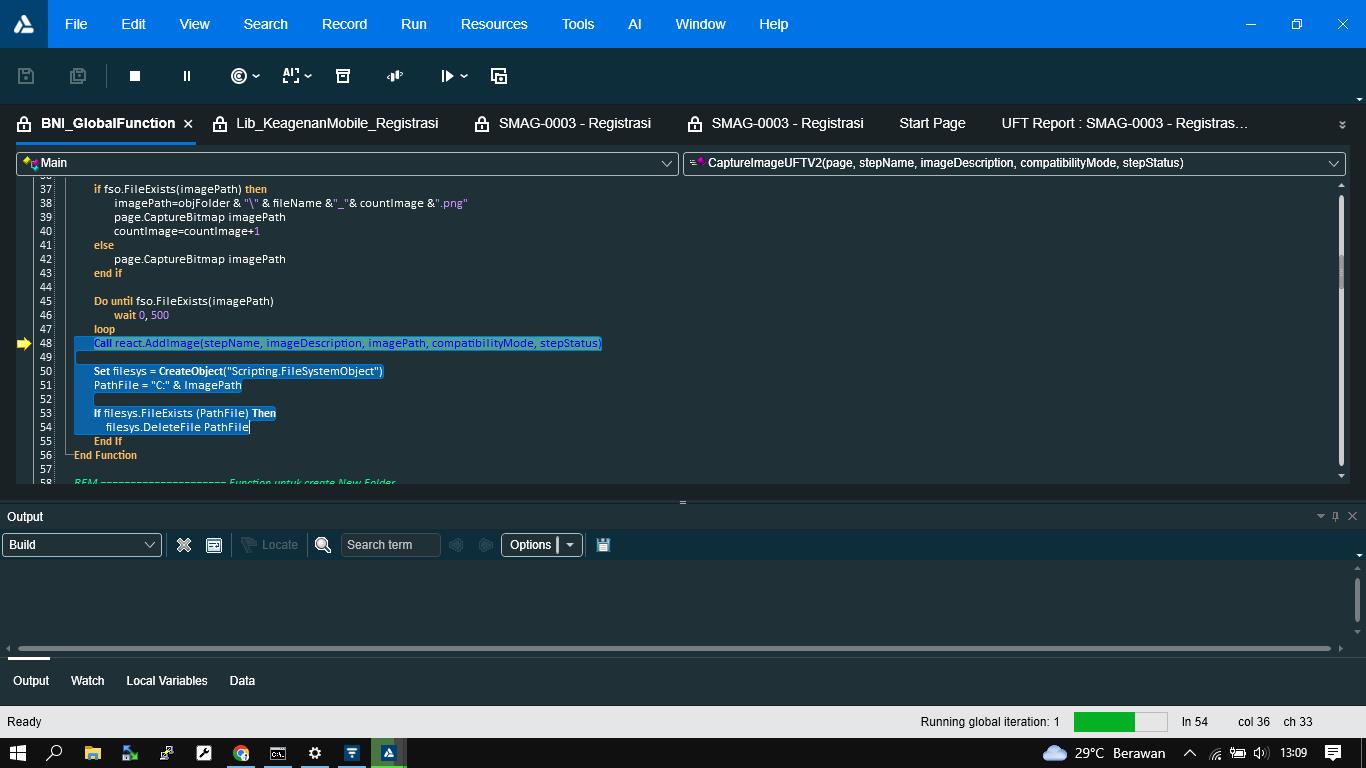 File Edit View Search Record Run Resources Tools AI Window Help
BNI_GlobalFunction Lib_KeagenanMobile_Registrasi SMAG-0003 - Registrasi SMAG-0003 - Registrasi Start Page UFT Report : SMAG-0003 - Registras...
Main CaptureImageUFTV2(page, stepName, imageDescription, compatibilityMode, stepStatus)
37 if fso.FileExists(imagePath) then
38 imagePath=objFolder & "\" & fileName &"_"& countImage &".png"
39 page.CaptureBitmap imagePath
40 countImage=countImage+1
41 else
42 page.CaptureBitmap imagePath
43 end if
44
45 Do until fso.FileExists(imagePath)
46 wait 0, 500
47 loop
48 Call react.AddImage(stepName, imageDescription, imagePath, compatibilityMode, stepStatus)
49
50 Set filesys = CreateObject("Scripting.FileSystemObject")
51 PathFile = "C:" & ImagePath
52
53 If filesys.FileExists (PathFile) Then
54 filesys.DeleteFile PathFile
55 End If
56 End Function
57
58 REM ===================== Function untuk create New Folder
Output
Build Locate Search term Options
Output Watch Local Variables Data
Ready Running global iteration: 1 ln 54 col 36 ch 33
29°C Berawan 13:09